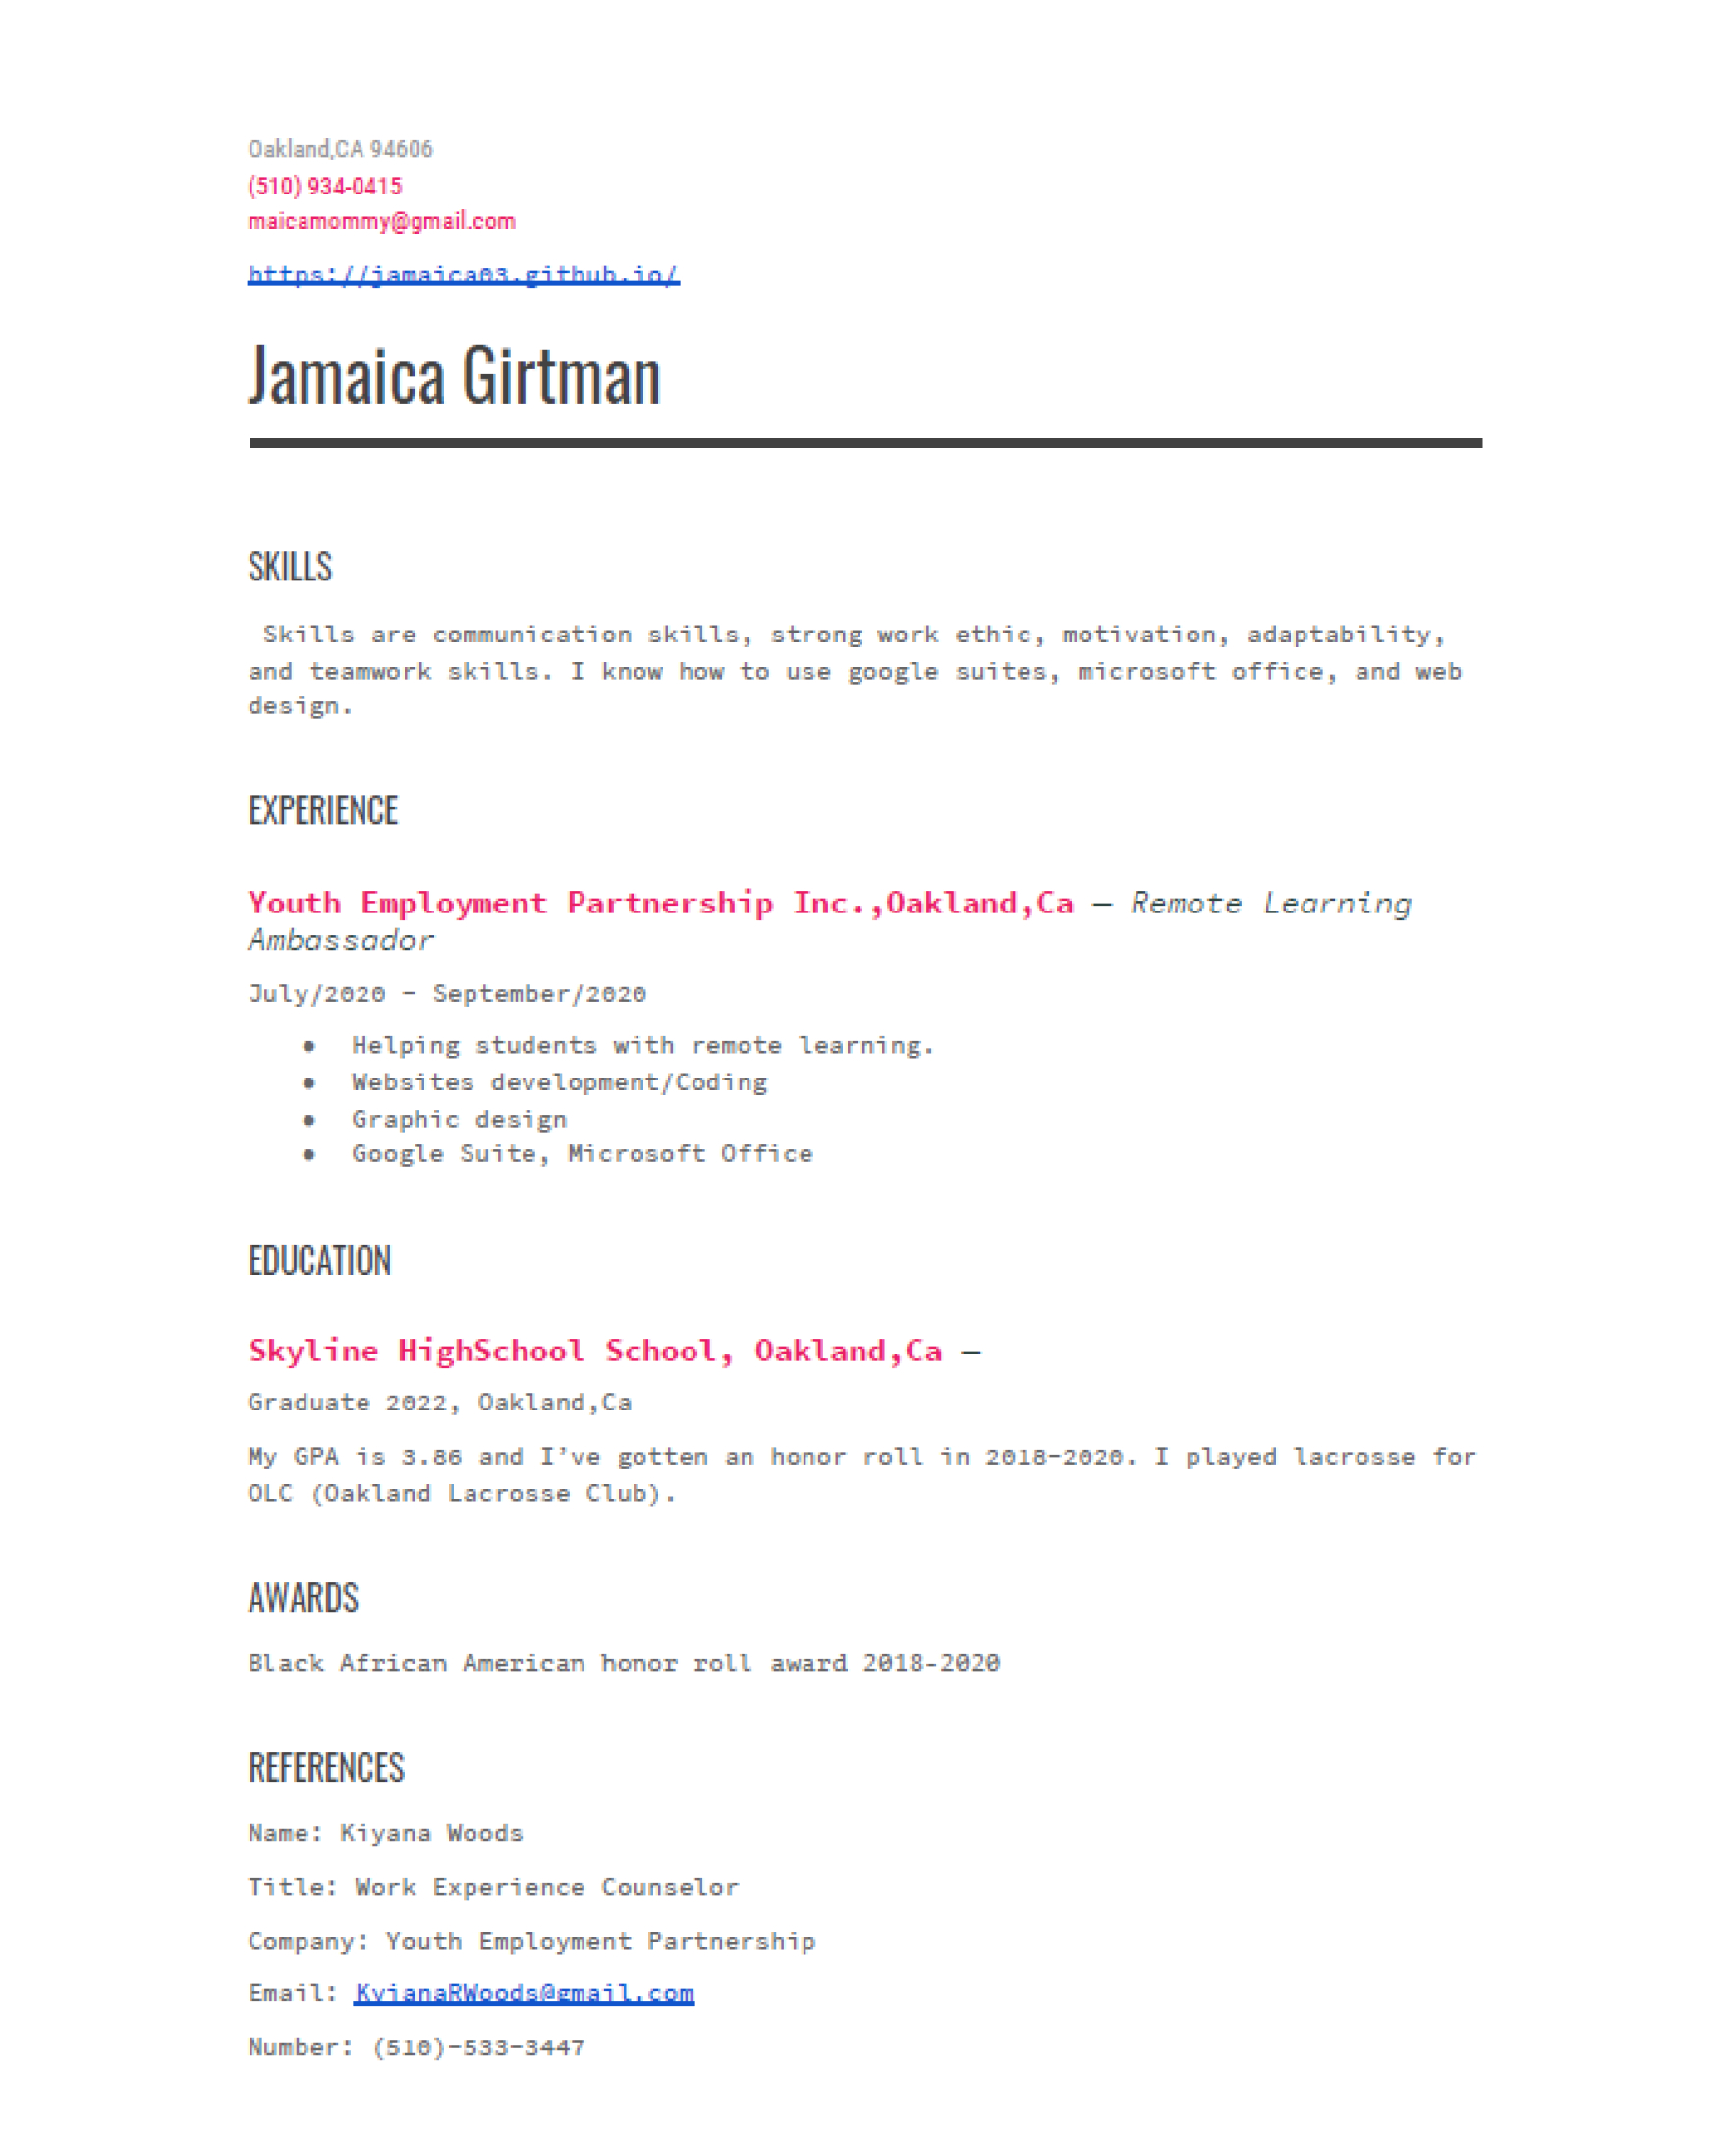 Oakland,CA 94606
(510) 934-0415
maicamommy@gmail.com
https://jamaica03.github.io/
Jamaica Girtman
SKILLS
Skills are communication skills, strong work ethic, motivation, adaptability,
and teamwork skills. I know how to use google suites, microsoft office, and web
design.
EXPERIENCE
Youth Employment Partnership Inc.,Oakland,Ca — Remote Learning
Ambassador
July/2020 - September/2020
● Helping students with remote learning.
● Websites development/Coding
● Graphic design
● Google Suite, Microsoft Office
EDUCATION
Skyline HighSchool School, Oakland,Ca —
Graduate 2022, Oakland,Ca
My GPA is 3.86 and I’ve gotten an honor roll in 2018-2020. I played lacrosse for
OLC (Oakland Lacrosse Club).
AWARDS
Black African American honor roll award 2018-2020
REFERENCES
Name: Kiyana Woods
Title: Work Experience Counselor
Company: Youth Employment Partnership
Email: KyianaRWoods@gmail.com
Number: (510)-533-3447